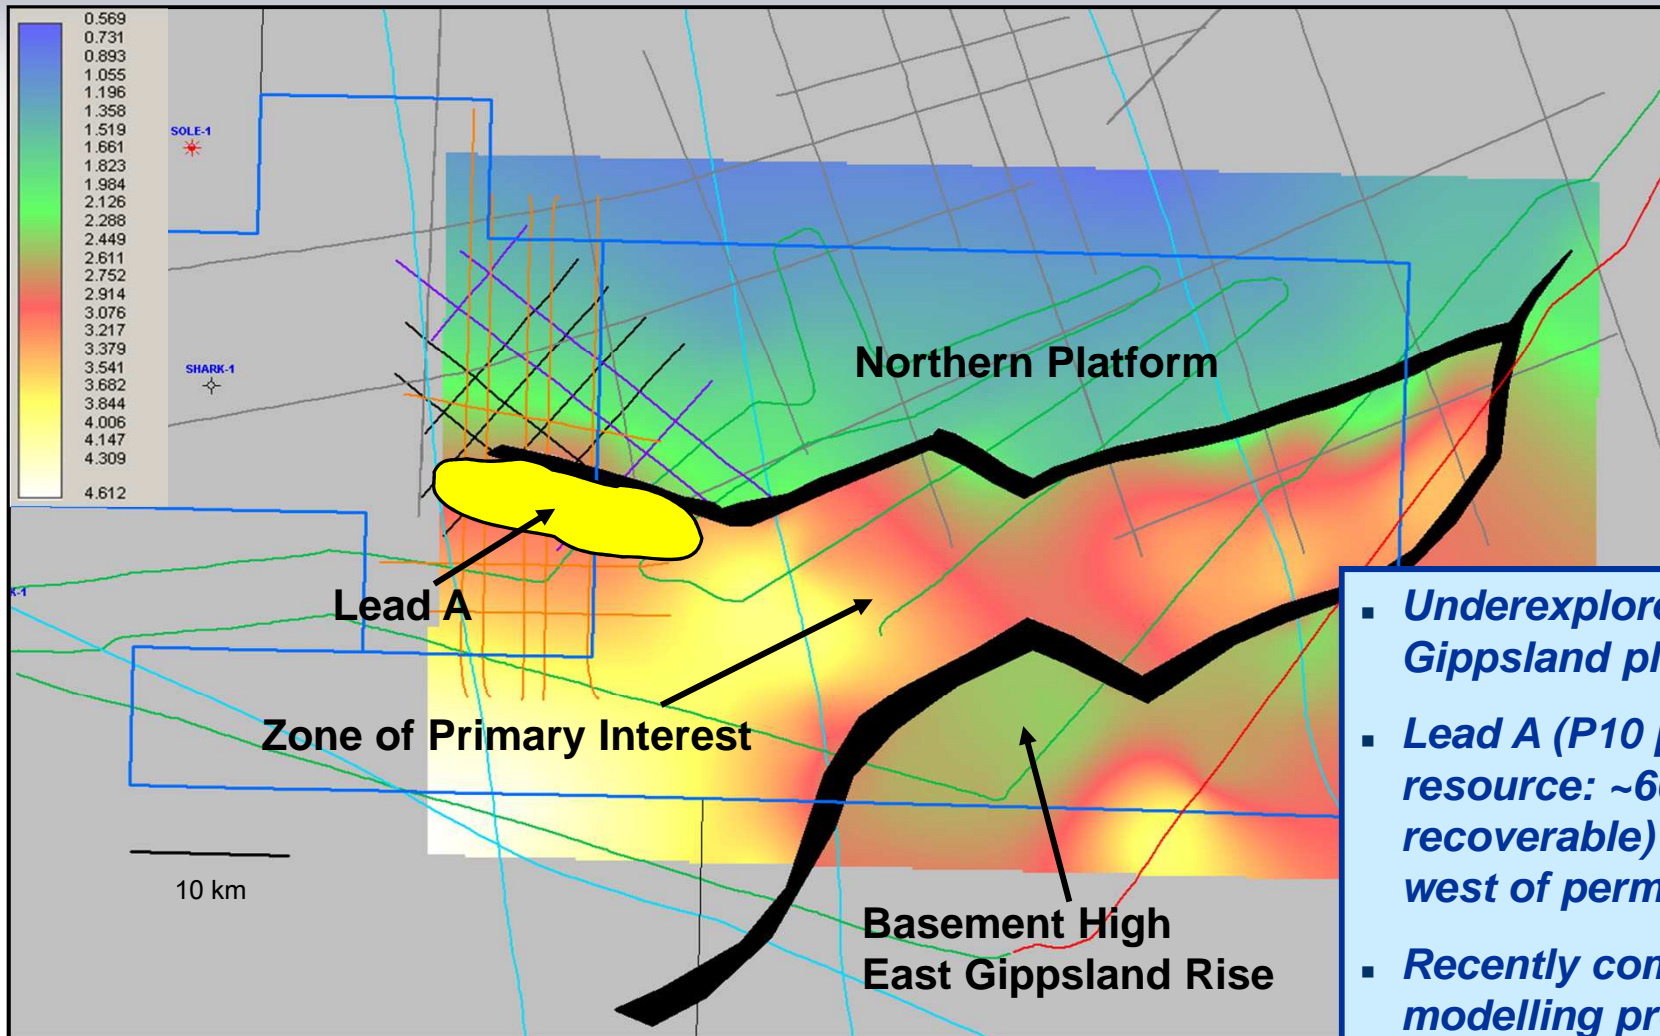 0.569
0.731
0.893
1.055
1.196
1.358
1.519
1.661
1.823
1.984
2.126
2.288
2.449
2.611
2.752
2.914
3.076
3.217
3.379
3.541
3.682
3.844
4.006
4.147
4.309
4.612
SOLE-1
SHARK-1
Northern Platform
Lead A
Zone of Primary Interest
10 km
Basement High
East Gippsland Rise
▪ Underexplore
Gippsland pl
▪ Lead A (P10 p
resource: ~60
recoverable)
west of perm
▪ Recently com
modelling pr